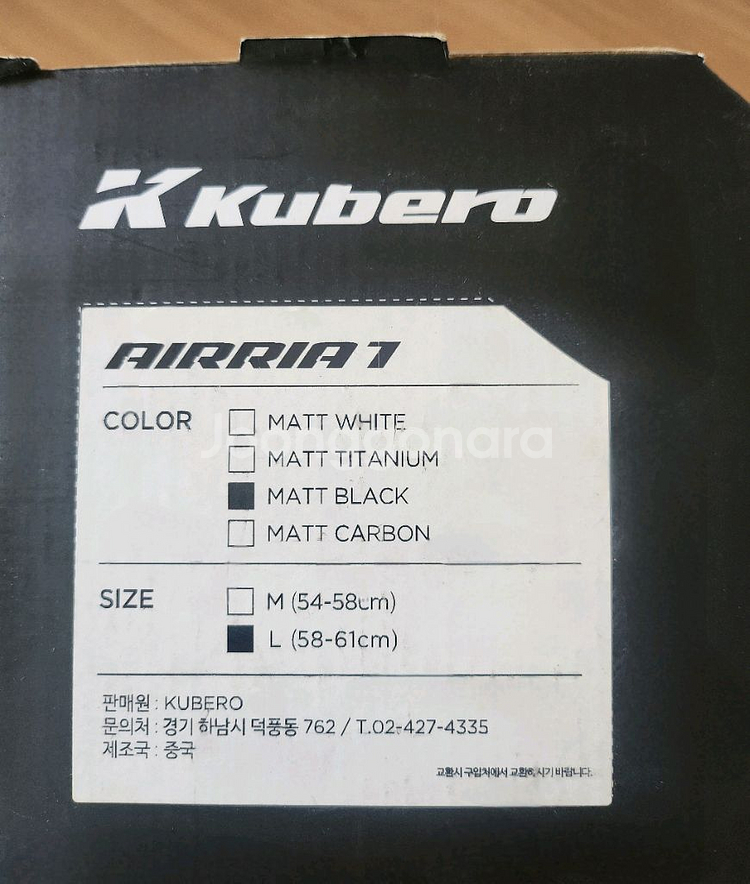 Kubero
AIRRIA 7
COLOR
MATT WHITE
MATT TITANIUM
MATT BLACK
MATT CARBON
SIZE
M (54-58cm)
L (58-61cm)
판매원 : KUBERO
문의처 : 경기 하남시 덕풍동 762 / T.02-427-4335
제조국 : 중국
교환시 구입처에서 교환하시기 바랍니다.
Joonggonara